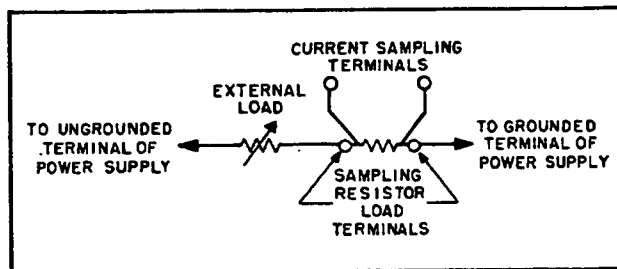 CURRENT SAMPLING
TERMINALS
EXTERNAL
LOAD
TO UNGROUNDED
TERMINAL OF
POWER SUPPLY
TO GROUNDED
TERMINAL OF
POWER SUPPLY
SAMPLING
RESISTOR
LOAD
TERMINALS